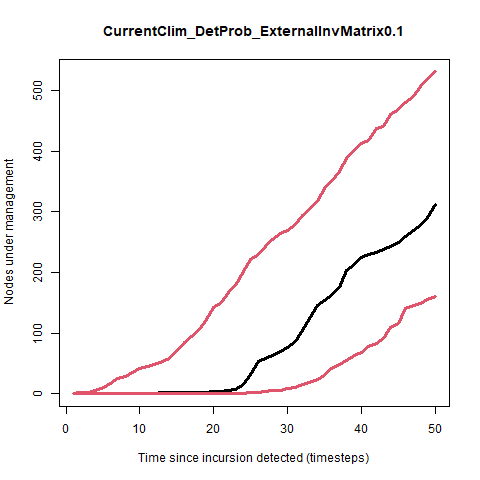 CurrentClim_DetProb_ExternalInvMatrix0.1
Nodes under management
500
400
300
200
100
0
0 10 20 30 40 50
Time since incursion detected (timesteps)